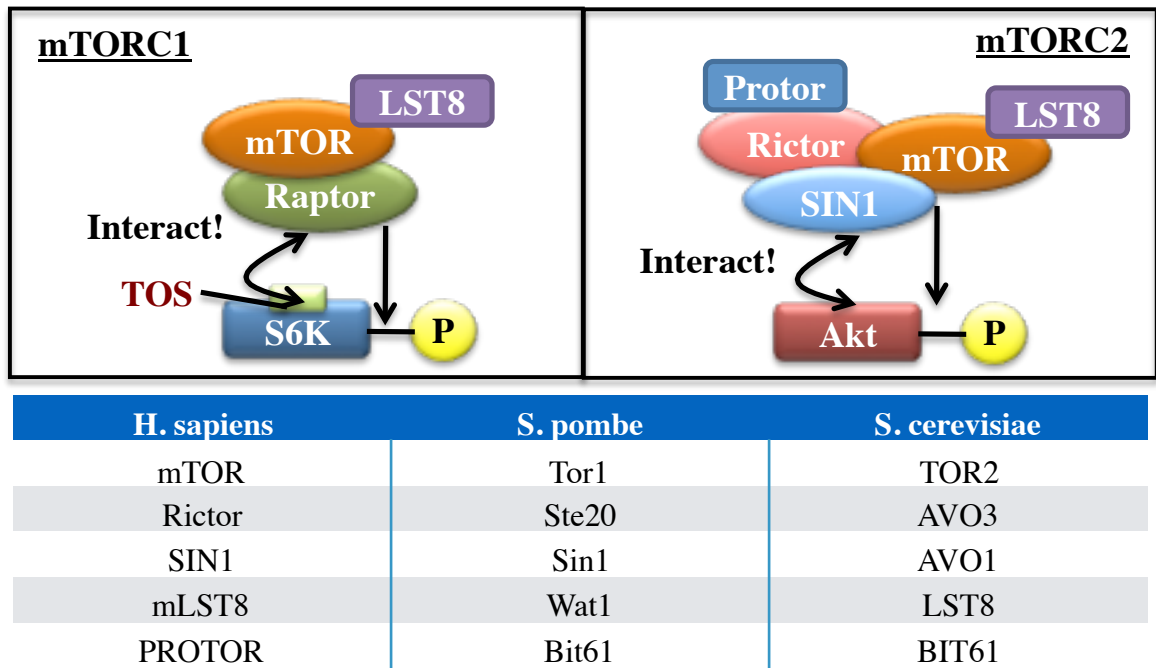 mTORC1
LST8
mTOR
Raptor
Interact!
TOS
S6K
P
mTORC2
Protor
LST8
Rictor
mTOR
SIN1
Interact!
Akt
P
H. sapiens S. pombe S. cerevisiae
mTOR Tor1 TOR2
Rictor Ste20 AVO3
SIN1 Sin1 AVO1
mLST8 Wat1 LST8
PROTOR Bit61 BIT61